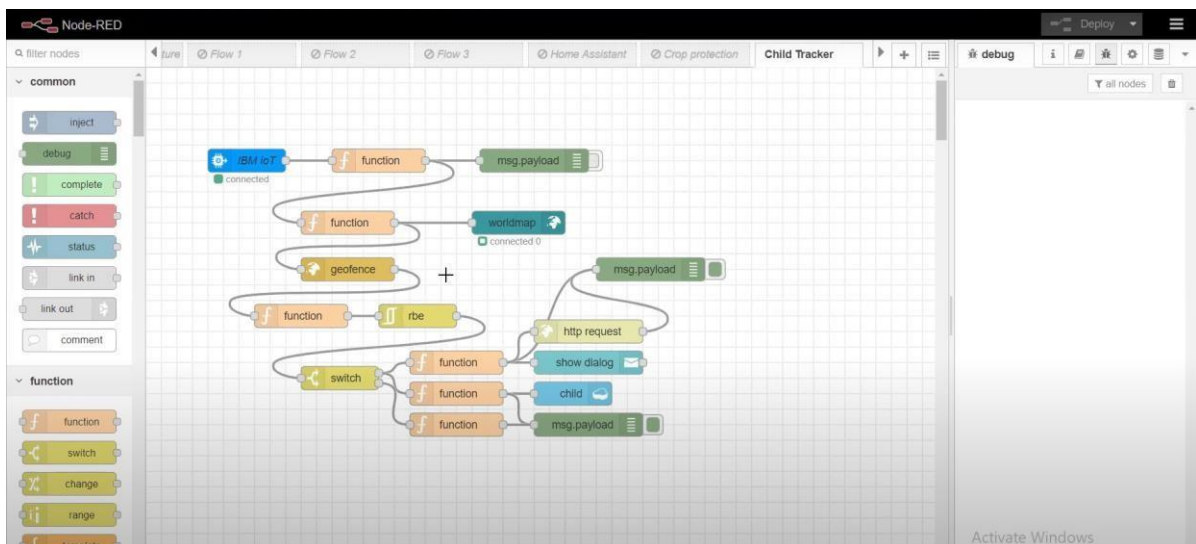 Node-RED
Deploy
filter nodes
ture
Flow 1
Flow 2
Flow 3
Home Assistant
Crop protection
Child Tracker
debug
i
all nodes
common
inject
debug
complete
catch
status
link in
link out
comment
function
function
switch
change
range
IBM IoT
connected
function
msg.payload
function
worldmap
connected 0
geofence
msg.payload
function
rbe
http request
function
show dialog
switch
function
child
function
msg.payload
Activate Windows